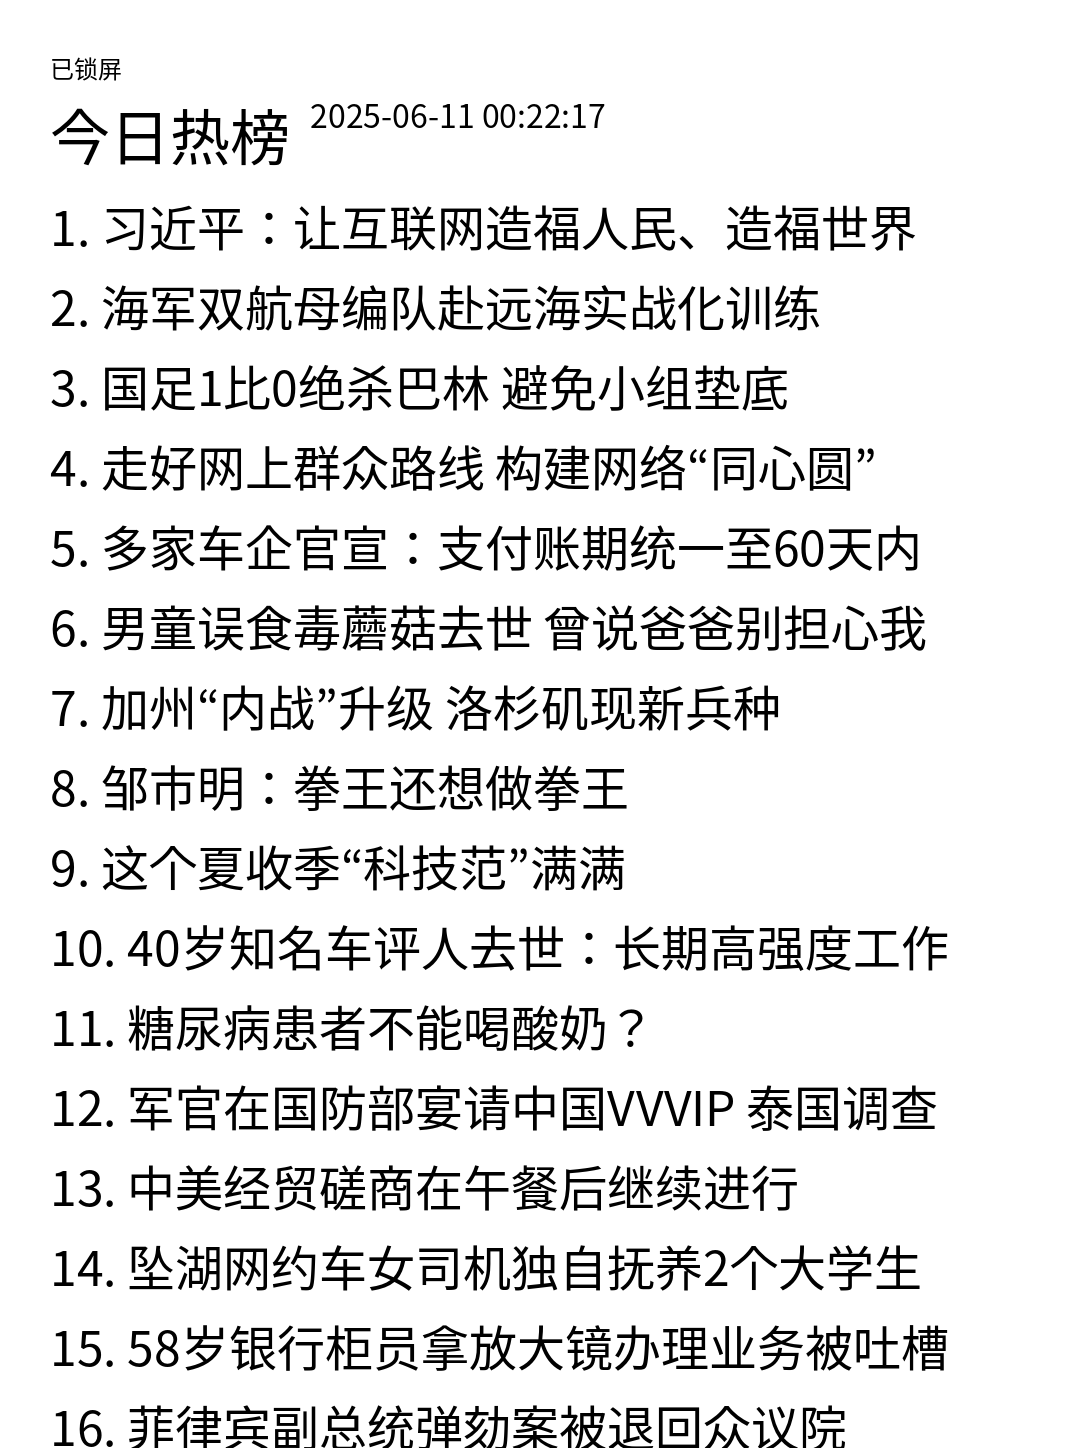 已锁屏
今日热榜 2025-06-11 00:22:17
1. 习近平：让互联网造福人民、造福世界
2. 海军双航母编队赴远海实战化训练
3. 国足1比0绝杀巴林 避免小组垫底
4. 走好网上群众路线 构建网络“同心圆”
5. 多家车企官宣：支付账期统一至60天内
6. 男童误食毒蘑菇去世 曾说爸爸别担心我
7. 加州“内战”升级 洛杉矶现新兵种
8. 邹市明：拳王还想做拳王
9. 这个夏收季“科技范”满满
10. 40岁知名车评人去世：长期高强度工作
11. 糖尿病患者不能喝酸奶？
12. 军官在国防部宴请中国VVVIP 泰国调查
13. 中美经贸磋商在午餐后继续进行
14. 坠湖网约车女司机独自抚养2个大学生
15. 58岁银行柜员拿放大镜办理业务被吐槽
16. 菲律宾副总统弹劾案被退回众议院